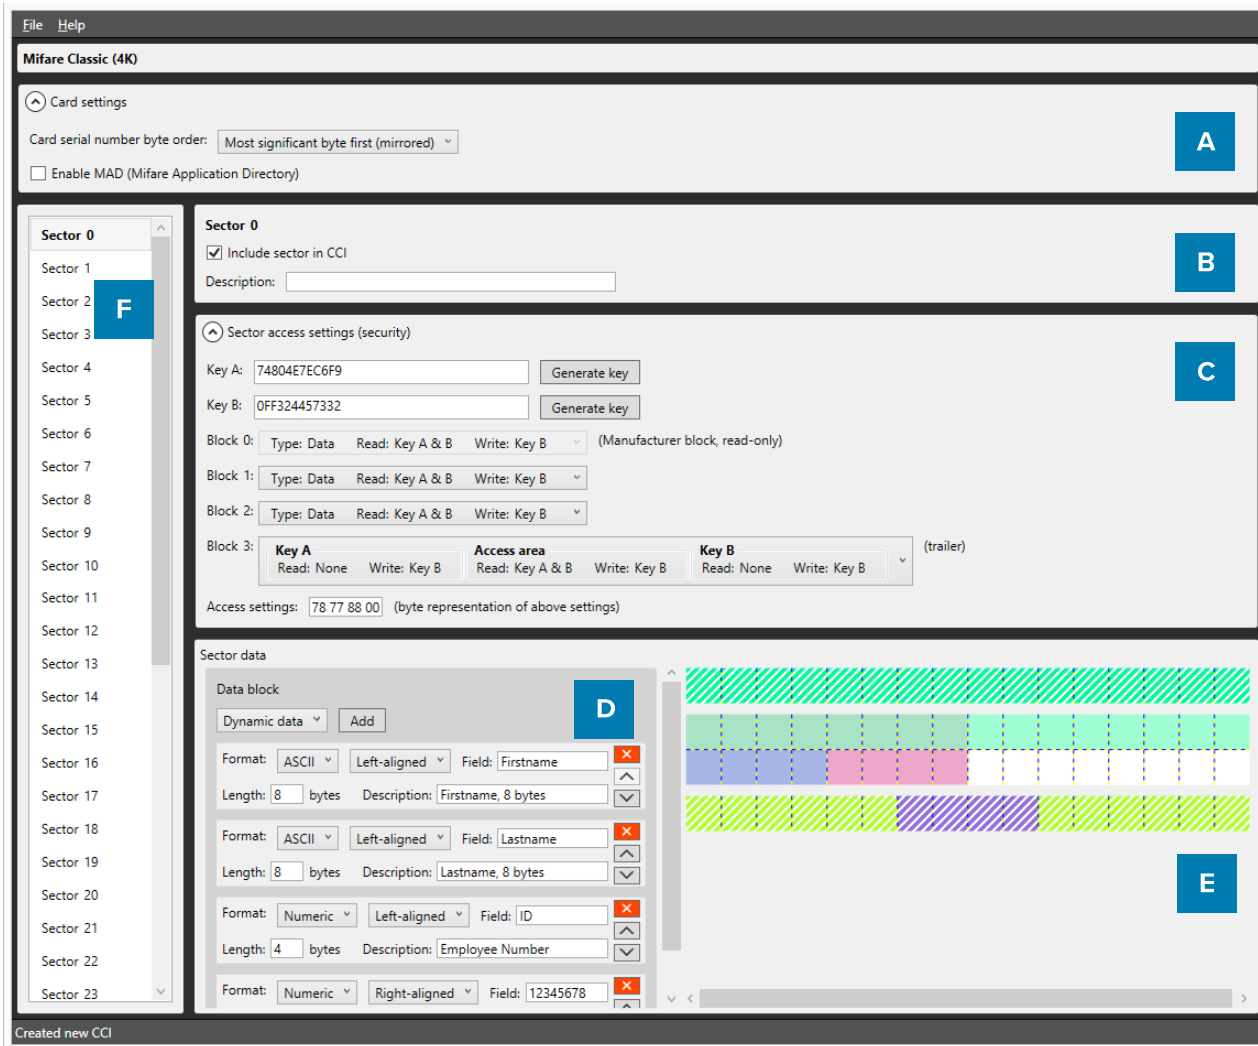 File Help
Mifare Classic (4K)
Card settings
Card serial number byte order: Most significant byte first (mirrored)
A
Enable MAD (Mifare Application Directory)
Sector 0
Sector 1
Sector 2
Sector 3
Sector 4
Sector 5
Sector 6
Sector 7
Sector 8
Sector 9
Sector 10
Sector 11
Sector 12
Sector 13
Sector 14
Sector 15
Sector 16
Sector 17
Sector 18
Sector 19
Sector 20
Sector 21
Sector 22
Sector 23
F
Sector 0
Include sector in CCI
B
Description:
Sector access settings (security)
C
Key A: 74804E7EC6F9 Generate key
Key B: 0FF324457332 Generate key
Block 0: Type: Data Read: Key A & B Write: Key B (Manufacturer block, read-only)
Block 1: Type: Data Read: Key A & B Write: Key B
Block 2: Type: Data Read: Key A & B Write: Key B
Block 3: Key A Access area Key B (trailer)
Read: None Write: Key B Read: Key A & B Write: Key B Read: None Write: Key B
Access settings: 78 77 88 00 (byte representation of above settings)
Sector data
Data block
D
Dynamic data Add
Format: ASCII Left-aligned Field: Firstname
Length: 8 bytes Description: Firstname, 8 bytes
Format: ASCII Left-aligned Field: Lastname
Length: 8 bytes Description: Lastname, 8 bytes
Format: Numeric Left-aligned Field: ID
Length: 4 bytes Description: Employee Number
Format: Numeric Right-aligned Field: 12345678
E
Created new CCI